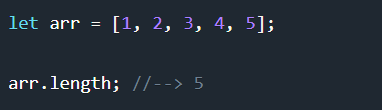 let arr = [1, 2, 3, 4, 5];
arr.length; //--> 5